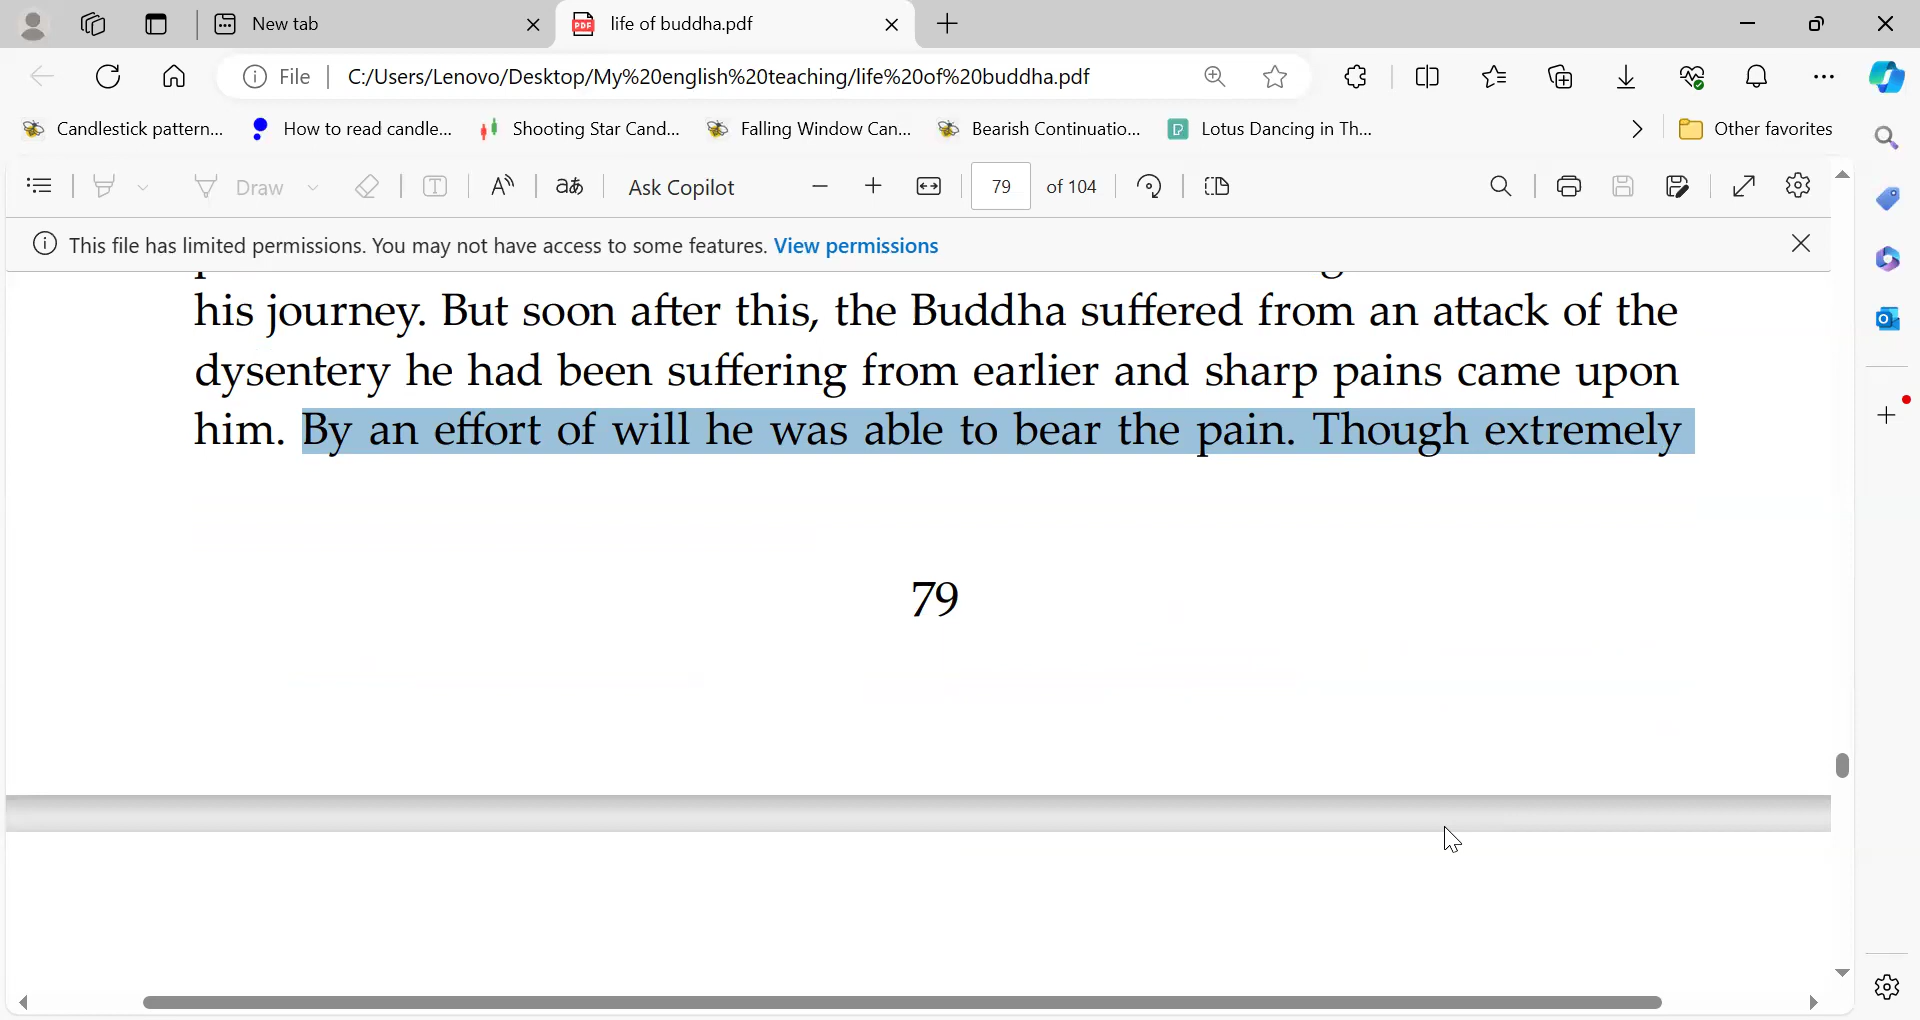 New tab
life of buddha.pdf
File
C:/Users/Lenovo/Desktop/My%20english%20teaching/life%20of%20buddha.pdf
Candlestick pattern...
How to read candle...
Shooting Star Cand...
Falling Window Can...
Bearish Continuatio...
Lotus Dancing in Th...
Other favorites
Draw
Ask Copilot
79
of 104
This file has limited permissions. You may not have access to some features. View permissions
his journey. But soon after this, the Buddha suffered from an attack of the
dysentery he had been suffering from earlier and sharp pains came upon
him. By an effort of will he was able to bear the pain. Though extremely
79